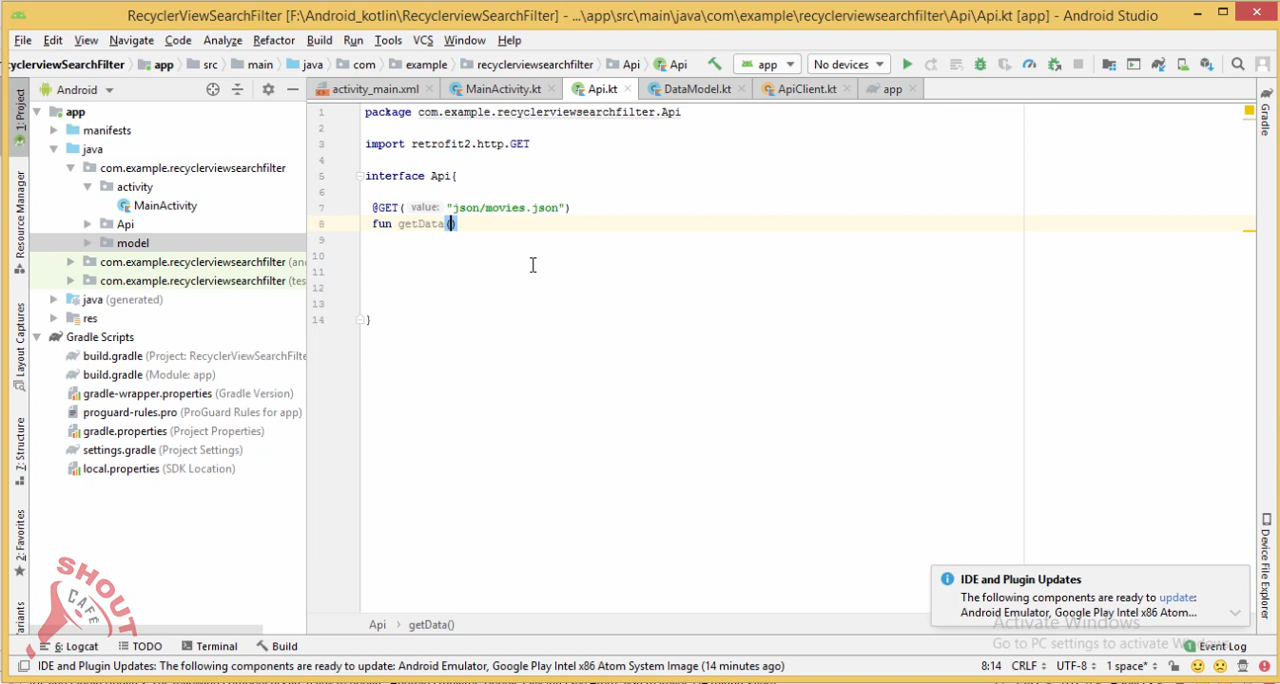 RecyclerViewSearchFilter [F:\Android_kotlin\RecyclerviewSearchFilter] - ...\app\src\main\java\com\example\recyclerviewsearchfilter\Api\Api.kt [app] - Android Studio
File Edit View Navigate Code Analyze Refactor Build Run Tools VCS Window Help
yclerviewSearchFilter app src main java com example recyclerviewsearchfilter Api Api app No devices
Android
activity_main.xml MainActivity.kt Api.kt DataModel.kt ApiClient.kt app
1: Project
Resource Manager
Layout Captures
7: Structure
2: Favorites
riants
app
manifests
java
com.example.recyclerviewsearchfilter
activity
MainActivity
Api
model
com.example.recyclerviewsearchfilter (an
com.example.recyclerviewsearchfilter (tes
java (generated)
res
Gradle Scripts
build.gradle (Project: RecyclerViewSearchFilte
build.gradle (Module: app)
gradle-wrapper.properties (Gradle Version)
proguard-rules.pro (ProGuard Rules for app)
gradle.properties (Project Properties)
settings.gradle (Project Settings)
local.properties (SDK Location)
1 package com.example.recyclerviewsearchfilter.Api
2
3 import retrofit2.http.GET
4
5 interface Api{
6
7 @GET( value: "json/movies.json")
8 fun getData()
9
10
11
12
13
14 }
Gradle
Device File Explorer
IDE and Plugin Updates
The following components are ready to update:
Android Emulator, Google Play Intel x86 Atom...
Activate Windows
Go to PC settings to activate Windows.
SHOUT
CAFE
Api › getData()
6: Logcat TODO Terminal Build 1 Event Log
IDE and Plugin Updates: The following components are ready to update: Android Emulator, Google Play Intel x86 Atom System Image (14 minutes ago) 8:14 CRLF UTF-8 1 space*